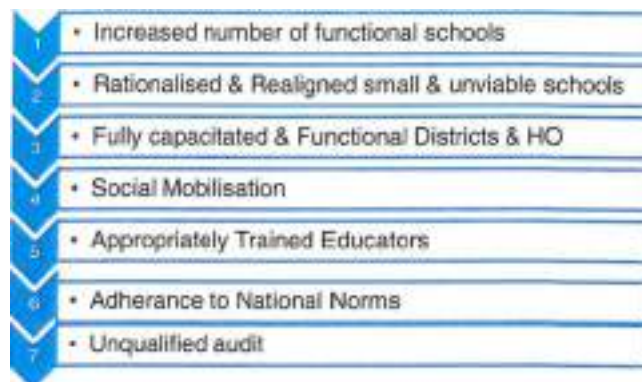 1 • Increased number of functional schools
2 • Rationalised & Realigned small & unviable schools
3 • Fully capacitated & Functional Districts & HO
4 • Social Mobilisation
5 • Appropriately Trained Educators
6 • Adherance to National Norms
7 • Unqualified audit